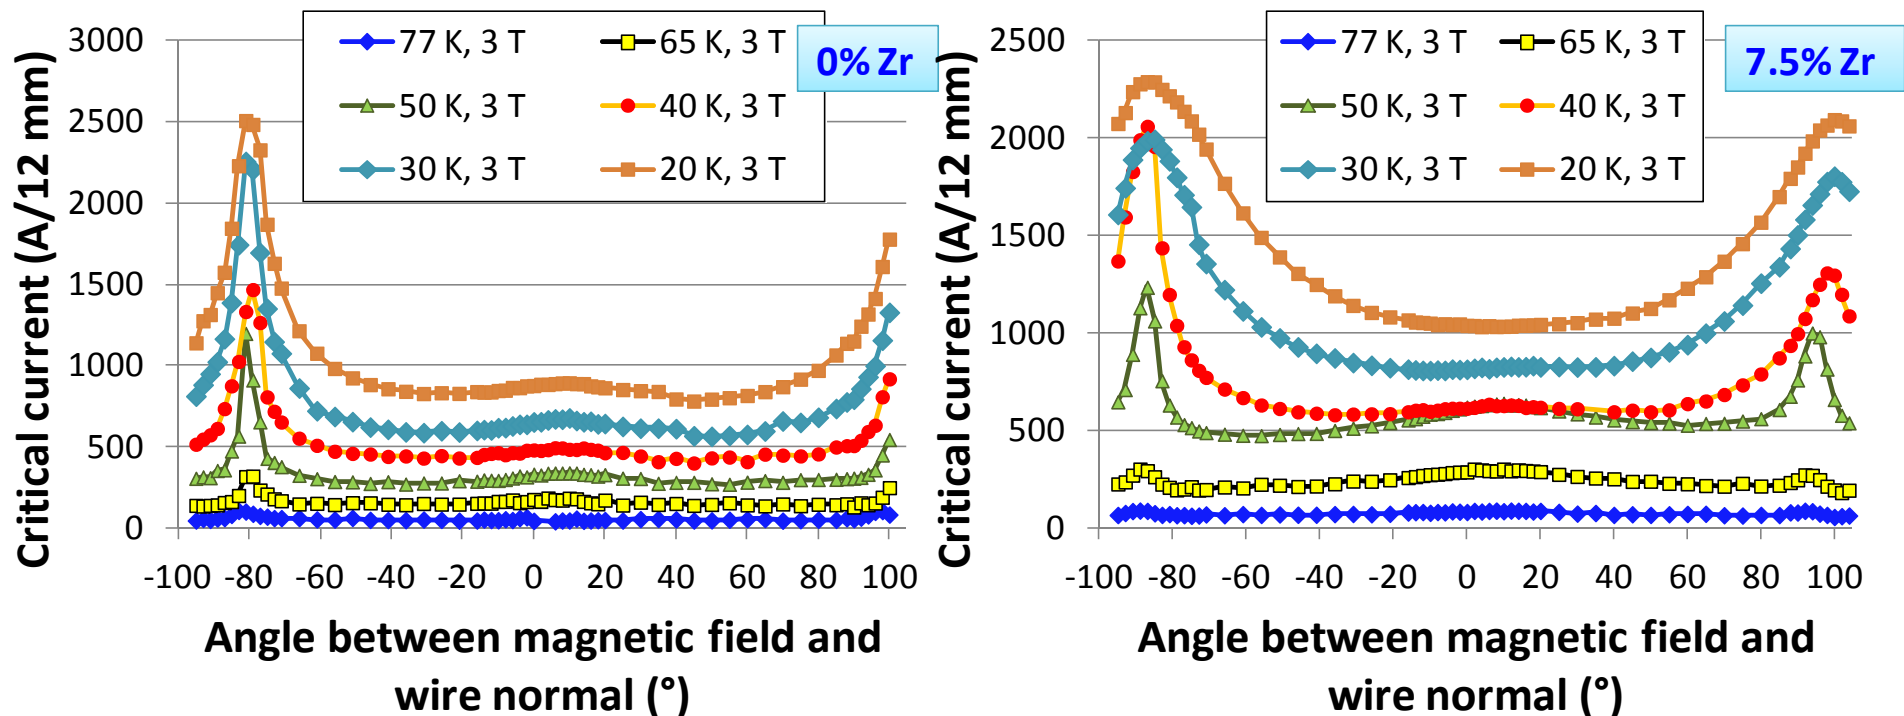 Critical current (A/12 mm)
3000
2500
2000
1500
1000
500
0
-100 -80 -60 -40 -20 0 20 40 60 80 100
77 K, 3 T 65 K, 3 T
50 K, 3 T 40 K, 3 T
30 K, 3 T 20 K, 3 T
0% Zr
Angle between magnetic field and
wire normal (°)
Critical current (A/12 mm)
2500
2000
1500
1000
500
0
-100 -80 -60 -40 -20 0 20 40 60 80 100
77 K, 3 T 65 K, 3 T
50 K, 3 T 40 K, 3 T
30 K, 3 T 20 K, 3 T
7.5% Zr
Angle between magnetic field and
wire normal (°)